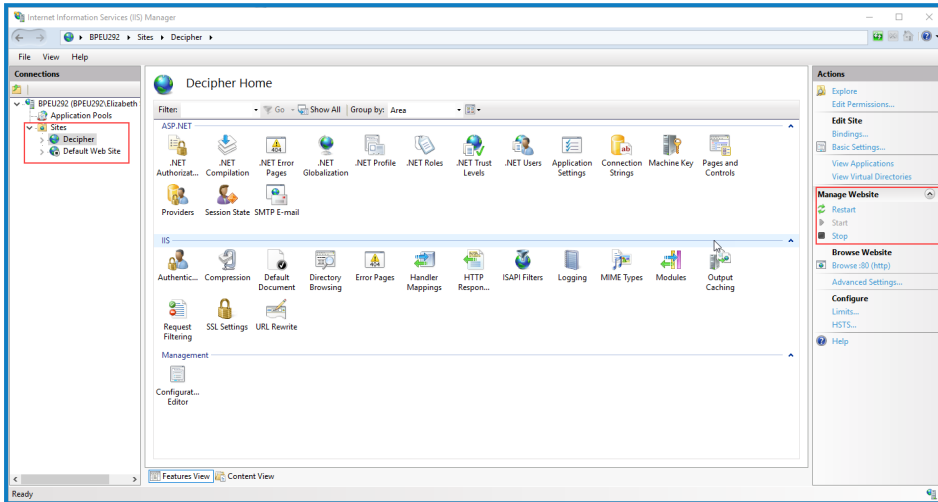 Internet Information Services (IIS) Manager
BPEU292 Sites Decipher
File View Help
Connections
BPEU292 (BPEU292\Elizabeth
Application Pools
Sites
Decipher
Default Web Site
Decipher Home
Filter: Go Show All Group by: Area
ASP.NET
.NET Authorizat...
.NET Compilation
.NET Error Pages
.NET Globalization
.NET Profile
.NET Roles
.NET Trust Levels
.NET Users
Application Settings
Connection Strings
Machine Key
Pages and Controls
Providers
Session State
SMTP E-mail
IIS
Authentic...
Compression
Default Document
Directory Browsing
Error Pages
Handler Mappings
HTTP Respon...
ISAPI Filters
Logging
MIME Types
Modules
Output Caching
Request Filtering
SSL Settings
URL Rewrite
Management
Configurat... Editor
Features View Content View
Ready
Actions
Explore
Edit Permissions...
Edit Site
Bindings...
Basic Settings...
View Applications
View Virtual Directories
Manage Website
Restart
Start
Stop
Browse Website
Browse :80 (http)
Advanced Settings...
Configure
Limits...
HSTS...
Help